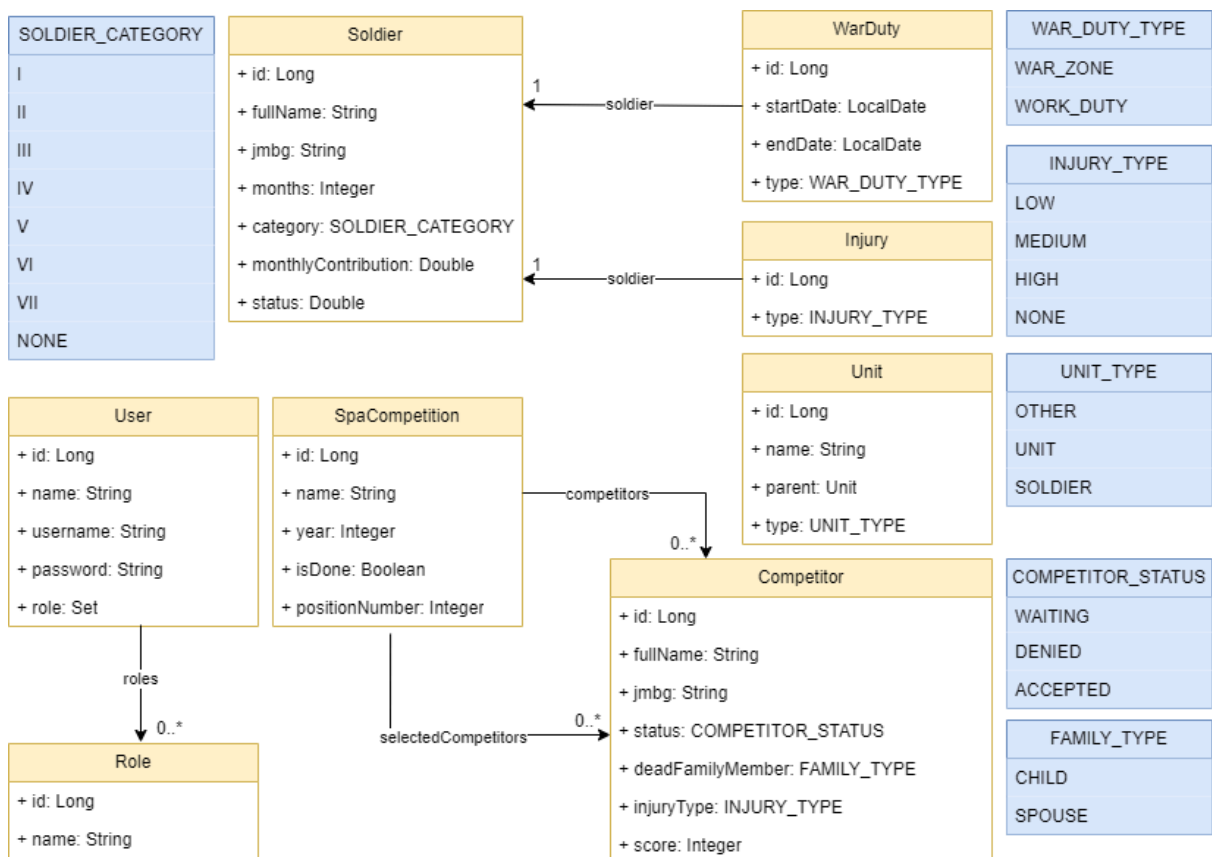 SOLDIER_CATEGORY
I
II
III
IV
V
VI
VII
NONE
Soldier
+ id: Long
+ fullName: String
+ jmbg: String
+ months: Integer
+ category: SOLDIER_CATEGORY
+ monthlyContribution: Double
+ status: Double
1
soldier
1
soldier
WarDuty
+ id: Long
+ startDate: LocalDate
+ endDate: LocalDate
+ type: WAR_DUTY_TYPE
WAR_DUTY_TYPE
WAR_ZONE
WORK_DUTY
Injury
+ id: Long
+ type: INJURY_TYPE
INJURY_TYPE
LOW
MEDIUM
HIGH
NONE
Unit
+ id: Long
+ name: String
+ parent: Unit
+ type: UNIT_TYPE
UNIT_TYPE
OTHER
UNIT
SOLDIER
User
+ id: Long
+ name: String
+ username: String
+ password: String
+ role: Set
roles
0..*
Role
+ id: Long
+ name: String
SpaCompetition
+ id: Long
+ name: String
+ year: Integer
+ isDone: Boolean
+ positionNumber: Integer
competitors
0..*
selectedCompetitors
0..*
Competitor
+ id: Long
+ fullName: String
+ jmbg: String
+ status: COMPETITOR_STATUS
+ deadFamilyMember: FAMILY_TYPE
+ injuryType: INJURY_TYPE
+ score: Integer
COMPETITOR_STATUS
WAITING
DENIED
ACCEPTED
FAMILY_TYPE
CHILD
SPOUSE